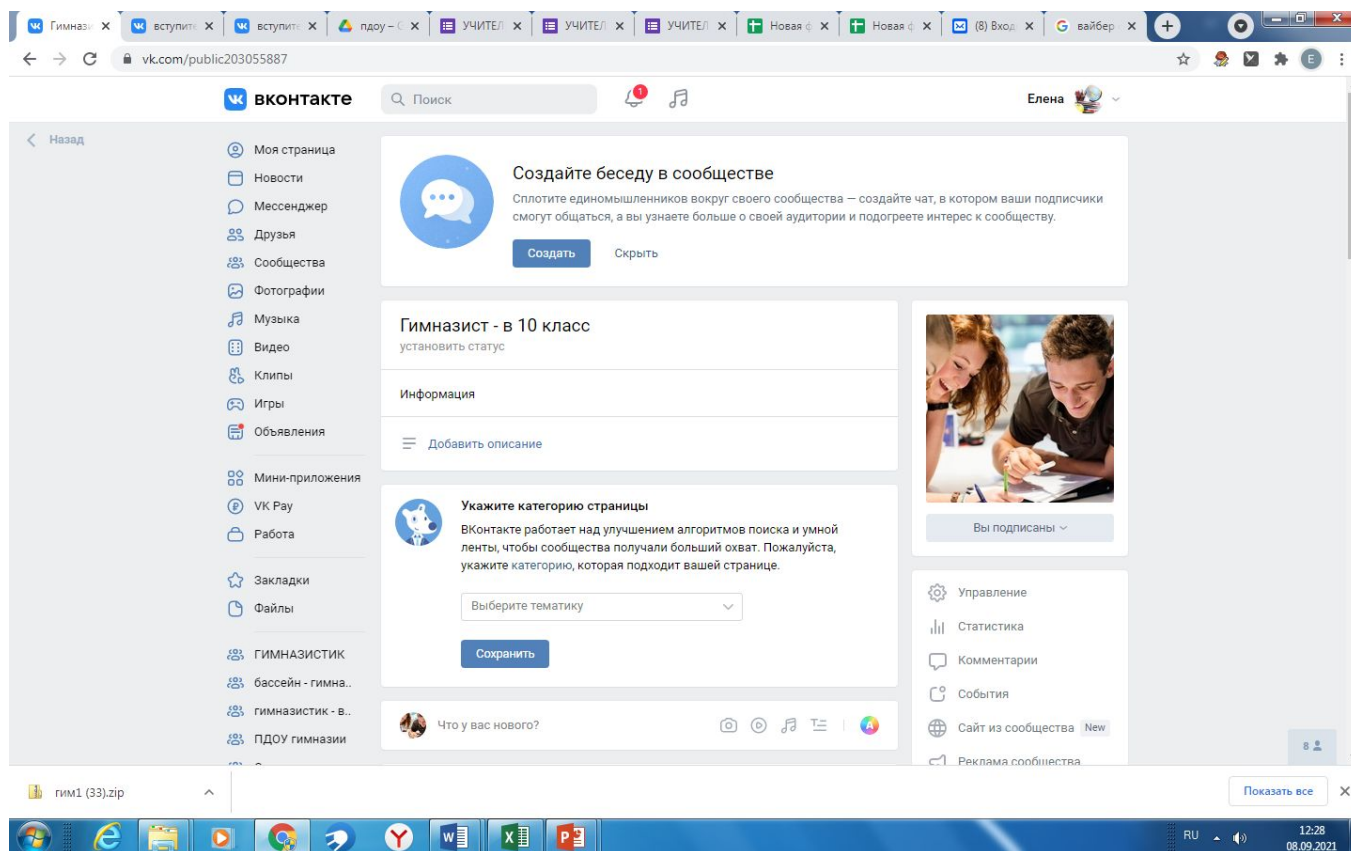 Гимнази
вступите
вступите
пдоу – G
УЧИТЕЛ
УЧИТЕЛ
УЧИТЕЛ
Новая ф
Новая ф
(8) Вход
вайбер
vk.com/public203055887
E
вконтакте
Поиск
1
Елена
Назад
Моя страница
Новости
Мессенджер
Друзья
Сообщества
Фотографии
Музыка
Видео
Клипы
Игры
Объявления
Мини-приложения
VK Pay
Работа
Закладки
Файлы
ГИМНАЗИСТИК
бассейн - гимна..
гимназистик - в..
ПДОУ гимназии
Создайте беседу в сообществе
Сплотите единомышленников вокруг своего сообщества — создайте чат, в котором ваши подписчики
смогут общаться, а вы узнаете больше о своей аудитории и подогреете интерес к сообществу.
Создать
Скрыть
Гимназист - в 10 класс
установить статус
Информация
Добавить описание
Укажите категорию страницы
ВКонтакте работает над улучшением алгоритмов поиска и умной
ленты, чтобы сообщества получали больший охват. Пожалуйста,
укажите категорию, которая подходит вашей странице.
Выберите тематику
Сохранить
Что у вас нового?
Вы подписаны
Управление
Статистика
Комментарии
События
Сайт из сообщества New
Реклама сообщества
8
гим1 (33).zip
Показать все
RU
12:28
08.09.2021